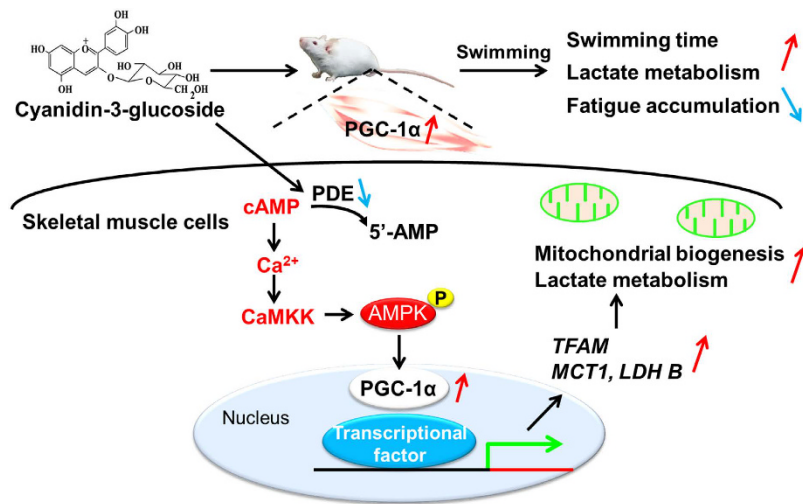 OH
OH
HO
O+
HO
OH
O
HO
OH
O
OH
CH2OH
Cyanidin-3-glucoside
Swimming
Swimming time
Lactate metabolism
Fatigue accumulation
PGC-1α
Skeletal muscle cells
cAMP
PDE
5'-AMP
Ca²⁺
CaMKK
AMPK
P
PGC-1α
Nucleus
Transcriptional
factor
TFAM
MCT1, LDH B
Mitochondrial biogenesis
Lactate metabolism